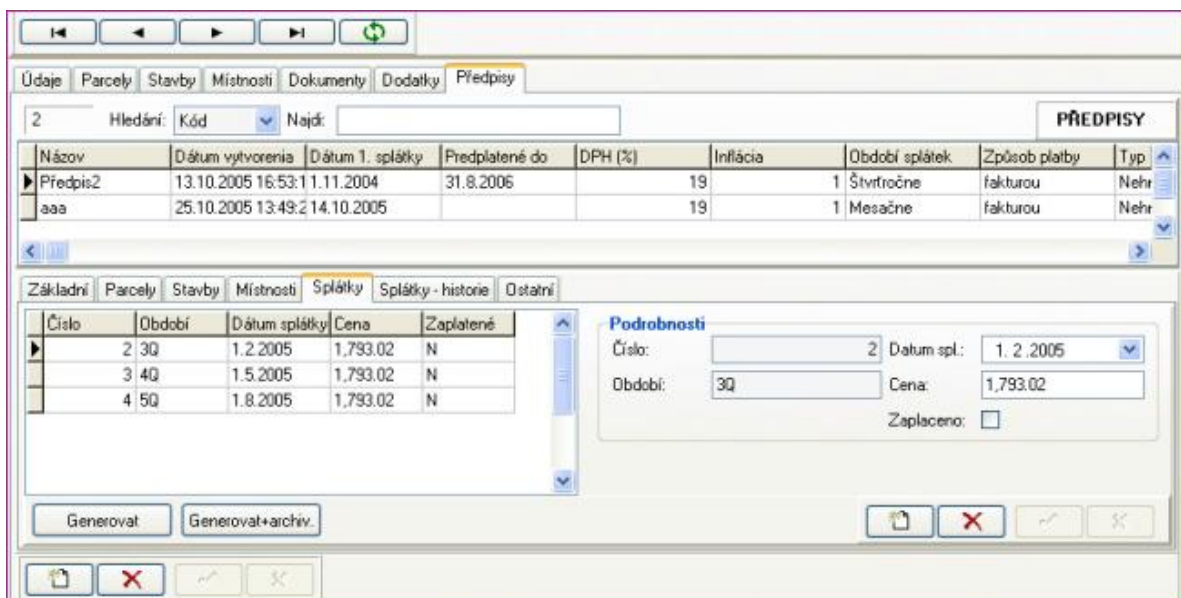 Údaje Parcely Stavby Místnosti Dokumenty Dodatky Předpisy
2 Hledání: Kód Najdi: PŘEDPISY
Názov Dátum vytvorenia Dátum 1. splátky Predplatené do DPH (%) Inflácia Období splátek Způsob platby Typ
Předpis2 13.10.2005 16:53:1 1.11.2004 31.8.2006 19 1 Štvrťročne fakturou Nehr
aaa 25.10.2005 13:49:2 14.10.2005 19 1 Mesačne fakturou Nehr
Základní Parcely Stavby Místnosti Splátky Splátky - historie Ostatní
Číslo Období Dátum splátky Cena Zaplatené
2 3Q 1.2.2005 1,793.02 N
3 4Q 1.5.2005 1,793.02 N
4 5Q 1.8.2005 1,793.02 N
Podrobnosti
Číslo: 2 Datum spl.: 1. 2 .2005
Období: 3Q Cena: 1,793.02
Zaplaceno:
Generovat Generovat+archiv.